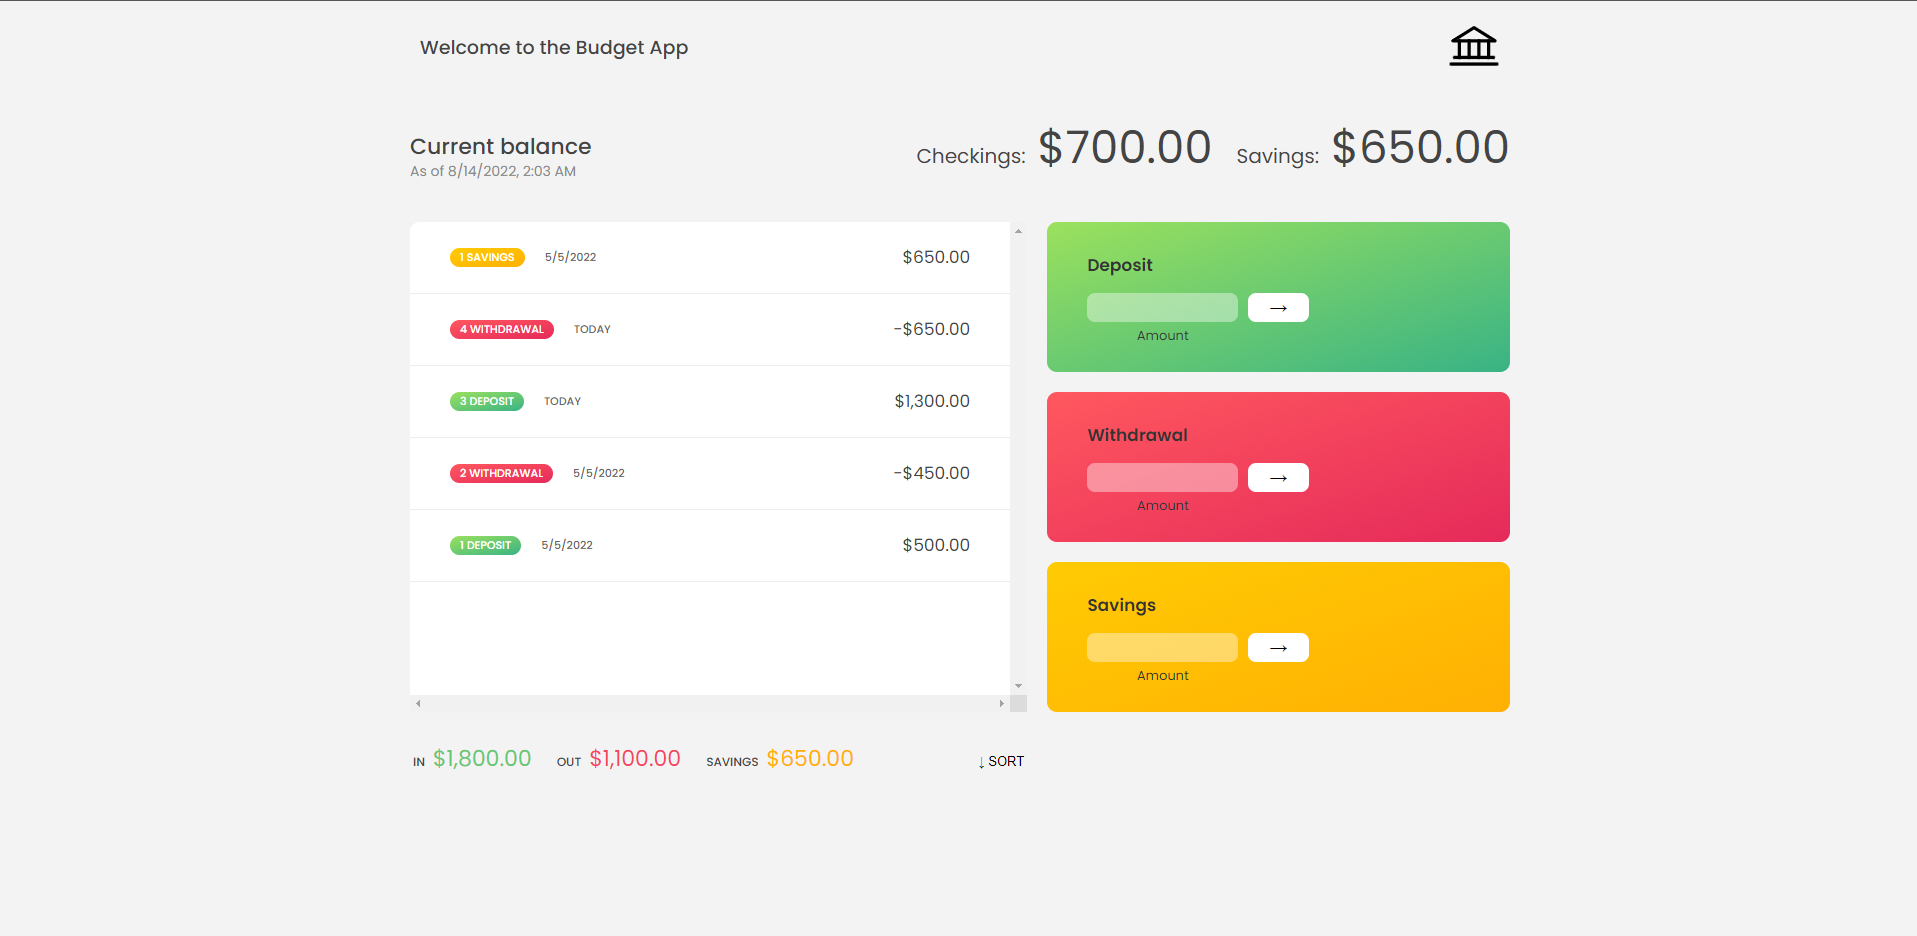 Welcome to the Budget App
Current balance
As of 8/14/2022, 2:03 AM
Checkings: $700.00 Savings: $650.00
1 SAVINGS 5/5/2022 $650.00
4 WITHDRAWAL TODAY -$650.00
3 DEPOSIT TODAY $1,300.00
2 WITHDRAWAL 5/5/2022 -$450.00
1 DEPOSIT 5/5/2022 $500.00
Deposit
→
Amount
Withdrawal
→
Amount
Savings
→
Amount
IN $1,800.00 OUT $1,100.00 SAVINGS $650.00 ↓ SORT